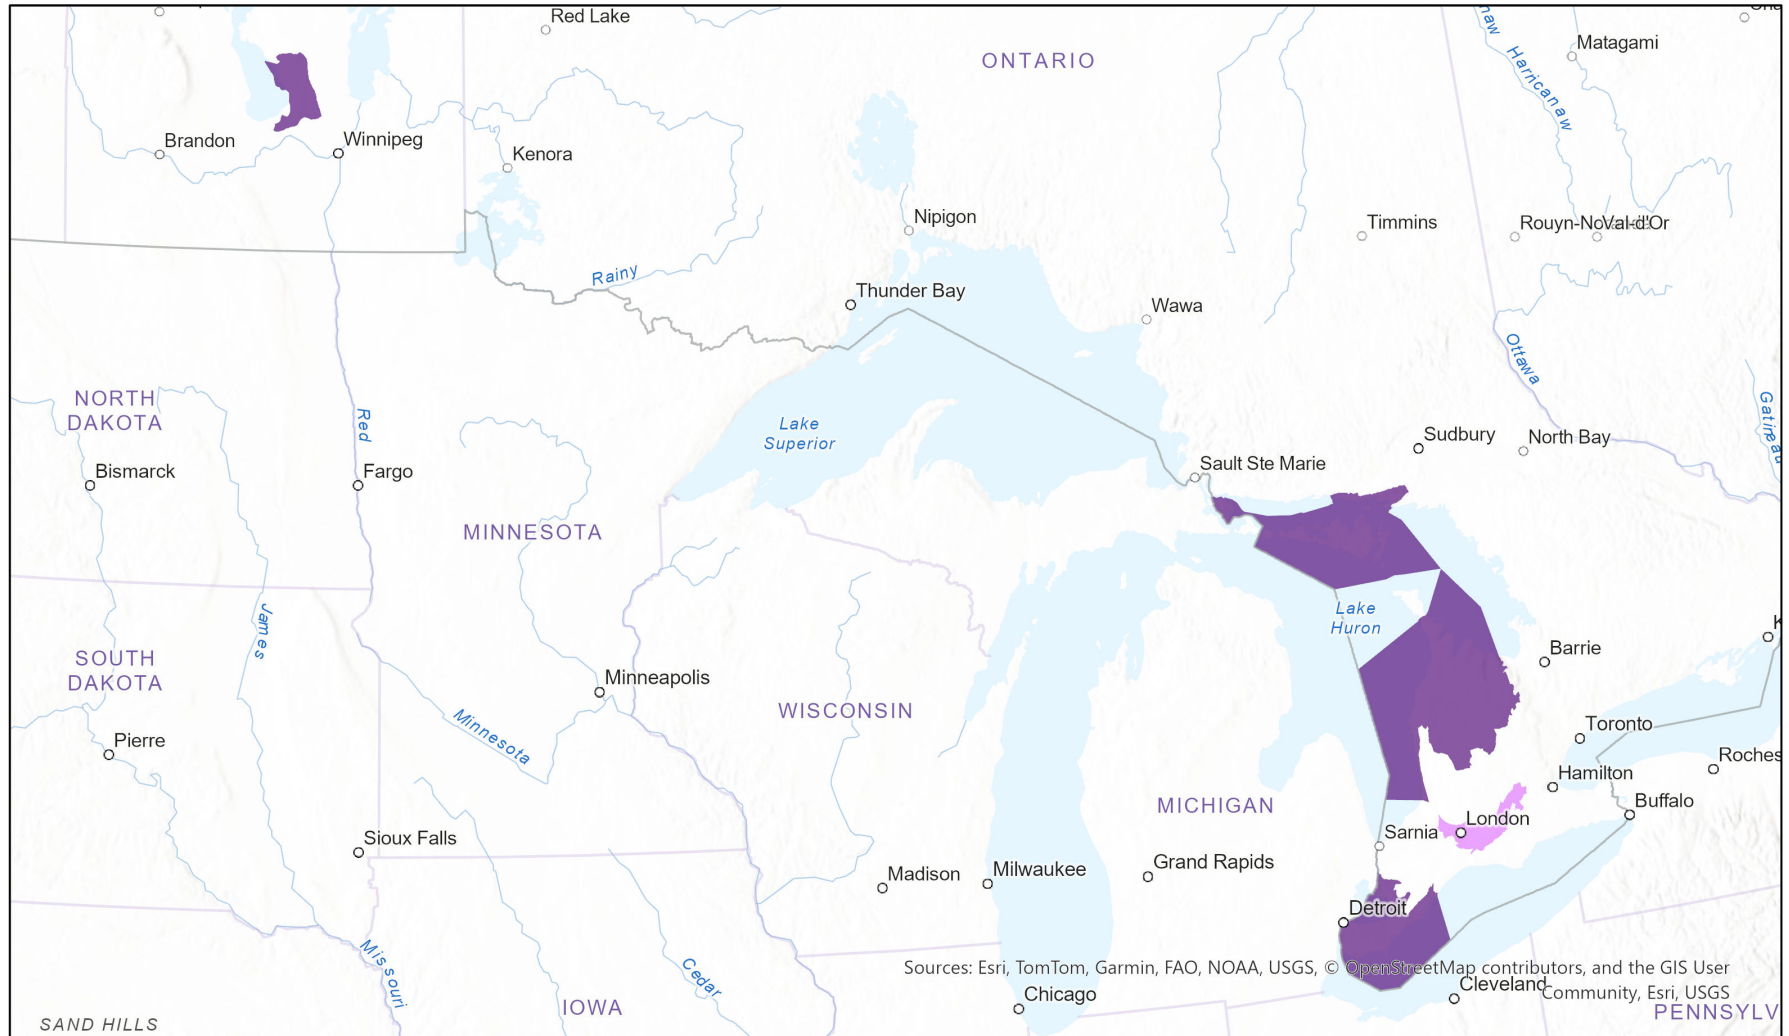 Red Lake
Matagami
ONTARIO
Harricanaw
Brandon
Winnipeg
Kenora
Nipigon
Timmins
Rouyn-No
Val-d'Or
Rainy
Thunder Bay
Wawa
Ottawa
NORTH
DAKOTA
Red
Lake
Superior
Gatineau
Sudbury
North Bay
Bismarck
Fargo
Sault Ste Marie
MINNESOTA
James
Lake
Huron
SOUTH
DAKOTA
Barrie
Minneapolis
WISCONSIN
Minnesota
Toronto
Pierre
Roches
Hamilton
MICHIGAN
Buffalo
London
Sioux Falls
Sarnia
Madison
Milwaukee
Grand Rapids
Detroit
Missouri
Cedar
Sources: Esri, TomTom, Garmin, FAO, NOAA, USGS, © OpenStreetMap contributors, and the GIS User
Community, Esri, USGS
Cleveland
Chicago
IOWA
PENNSYLV
SAND HILLS